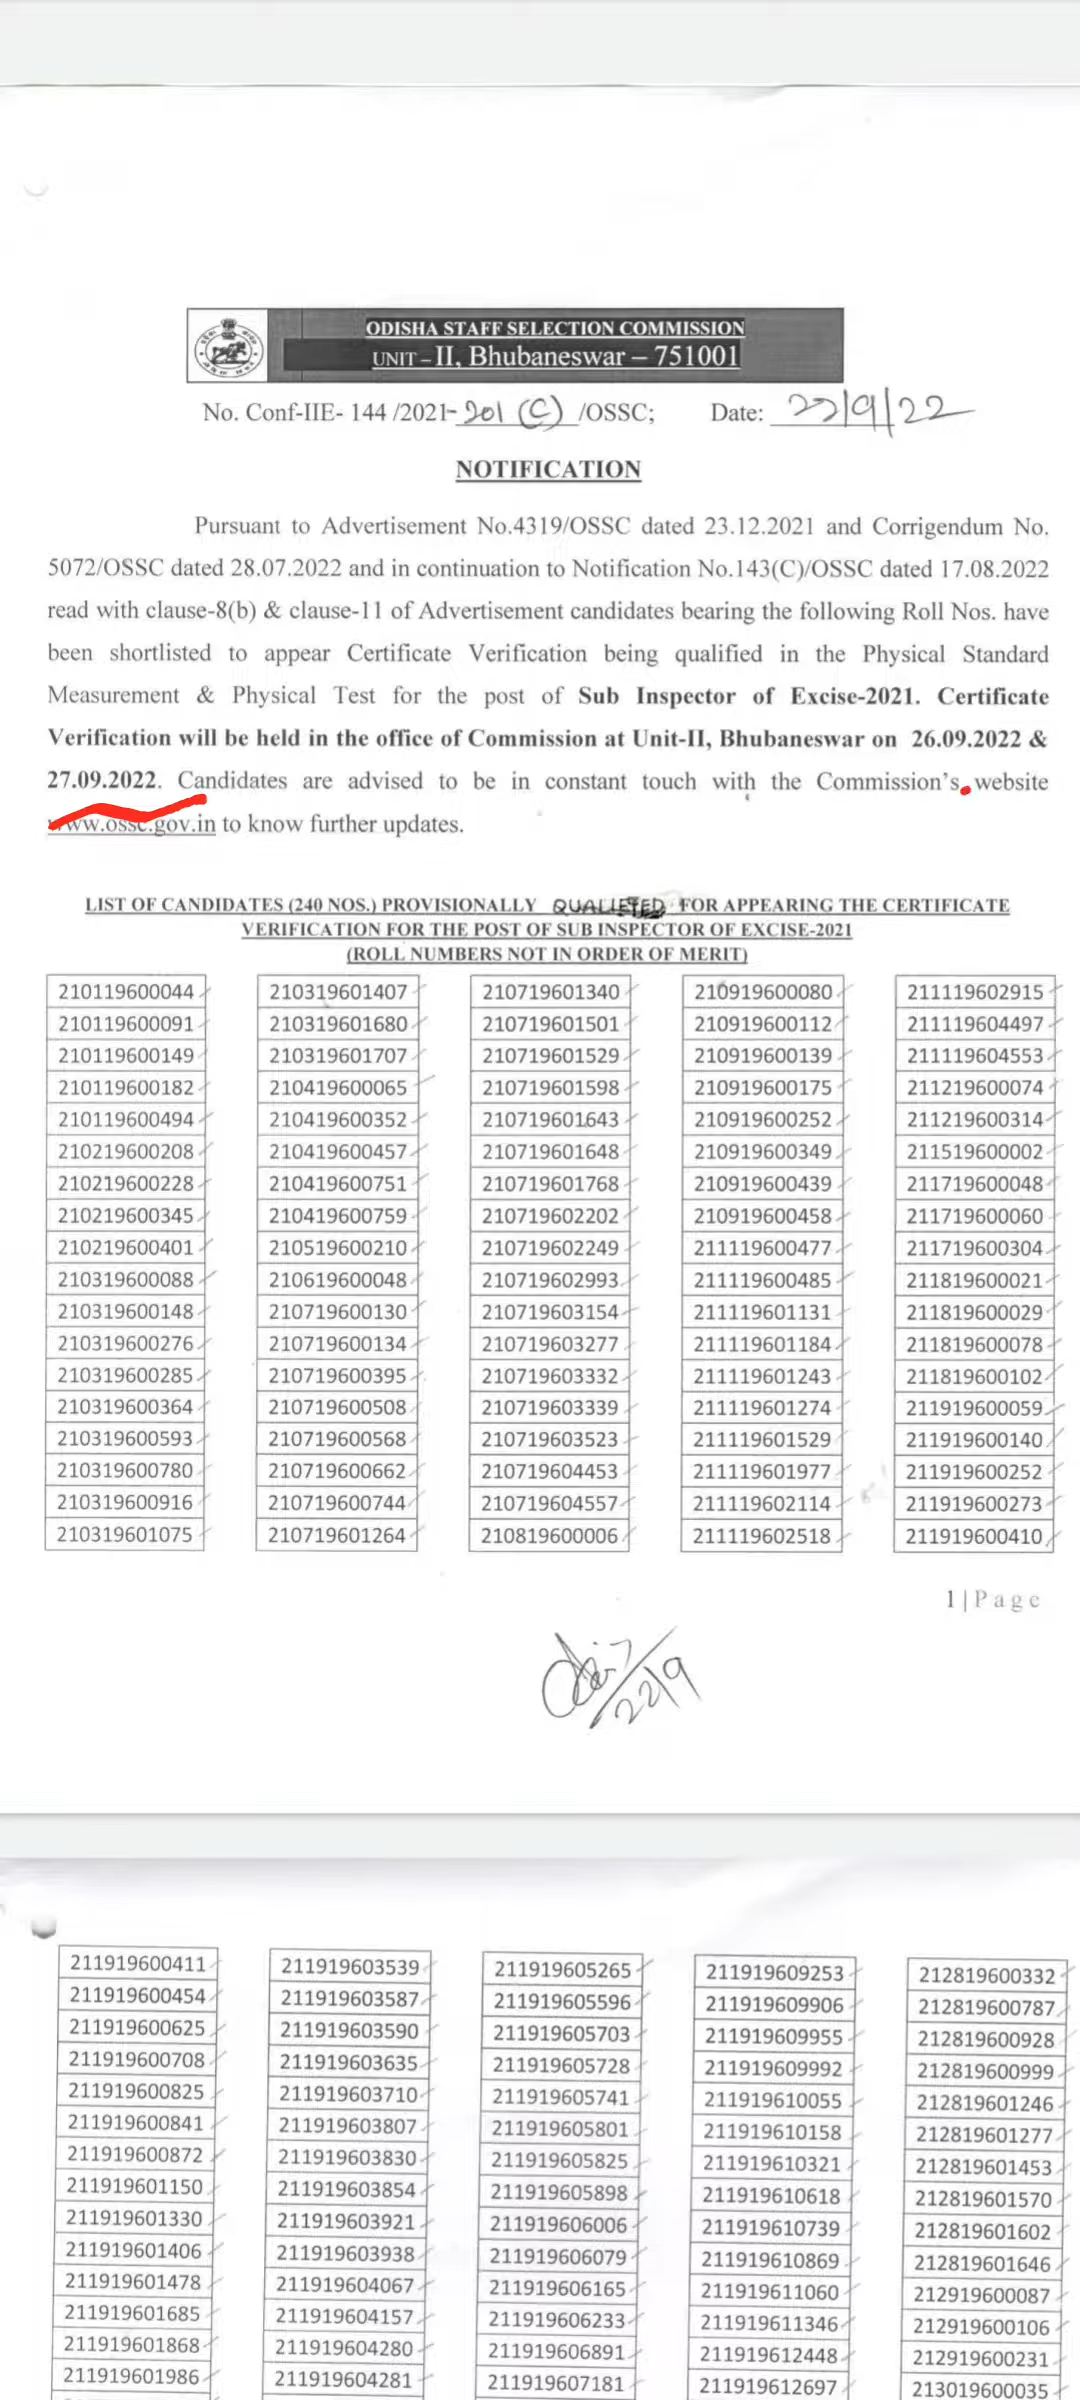 ODISHA STAFF SELECTION COMMISSION
UNIT – II, Bhubaneswar – 751001
No. Conf-IIE- 144 /2021- 201 (C) /OSSC; Date: 22/9/22
NOTIFICATION
Pursuant to Advertisement No.4319/OSSC dated 23.12.2021 and Corrigendum No.
5072/OSSC dated 28.07.2022 and in continuation to Notification No.143(C)/OSSC dated 17.08.2022
read with clause-8(b) & clause-11 of Advertisement candidates bearing the following Roll Nos. have
been shortlisted to appear Certificate Verification being qualified in the Physical Standard
Measurement & Physical Test for the post of Sub Inspector of Excise-2021. Certificate
Verification will be held in the office of Commission at Unit-II, Bhubaneswar on 26.09.2022 &
27.09.2022. Candidates are advised to be in constant touch with the Commission's website
www.ossc.gov.in to know further updates.
LIST OF CANDIDATES (240 NOS.) PROVISIONALLY FOR APPEARING THE CERTIFICATE
VERIFICATION FOR THE POST OF SUB INSPECTOR OF EXCISE-2021
(ROLL NUMBERS NOT IN ORDER OF MERIT)
210119600044 210319601407 210719601340 210919600080 211119602915
210119600091 210319601680 210719601501 210919600112 211119604497
210119600149 210319601707 210719601529 210919600139 211119604553
210119600182 210419600065 210719601598 210919600175 211219600074
210119600494 210419600352 210719601643 210919600252 211219600314
210219600208 210419600457 210719601648 210919600349 211519600002
210219600228 210419600751 210719601768 210919600439 211719600048
210219600345 210419600759 210719602202 210919600458 211719600060
210219600401 210519600210 210719602249 211119600477 211719600304
210319600088 210619600048 210719602993 211119600485 211819600021
210319600148 210719600130 210719603154 211119601131 211819600029
210319600276 210719600134 210719603277 211119601184 211819600078
210319600285 210719600395 210719603332 211119601243 211819600102
210319600364 210719600508 210719603339 211119601274 211919600059
210319600593 210719600568 210719603523 211119601529 211919600140
210319600780 210719600662 210719604453 211119601977 211919600252
210319600916 210719600744 210719604557 211119602114 211919600273
210319601075 210719601264 210819600006 211119602518 211919600410
1 | Page
22/9
211919600411 211919603539 211919605265 211919609253 212819600332
211919600454 211919603587 211919605596 211919609906 212819600787
211919600625 211919603590 211919605703 211919609955 212819600928
211919600708 211919603635 211919605728 211919609992 212819600999
211919600825 211919603710 211919605741 211919610055 212819601246
211919600841 211919603807 211919605801 211919610158 212819601277
211919600872 211919603830 211919605825 211919610321 212819601453
211919601150 211919603854 211919605898 211919610618 212819601570
211919601330 211919603921 211919606006 211919610739 212819601602
211919601406 211919603938 211919606079 211919610869 212819601646
211919601478 211919604067 211919606165 211919611060 212919600087
211919601685 211919604157 211919606233 211919611346 212919600106
211919601868 211919604280 211919606891 211919612448 212919600231
211919601986 211919604281 211919607181 211919612697 213019600035